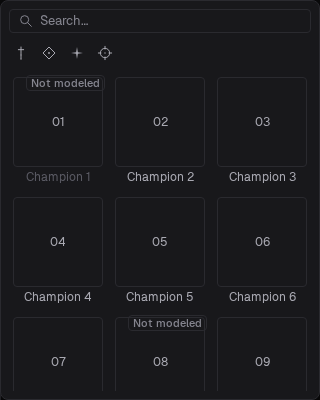 Search...
Not modeled
01
02
03
Champion 1
Champion 2
Champion 3
04
05
06
Champion 4
Champion 5
Champion 6
Not modeled
07
08
09